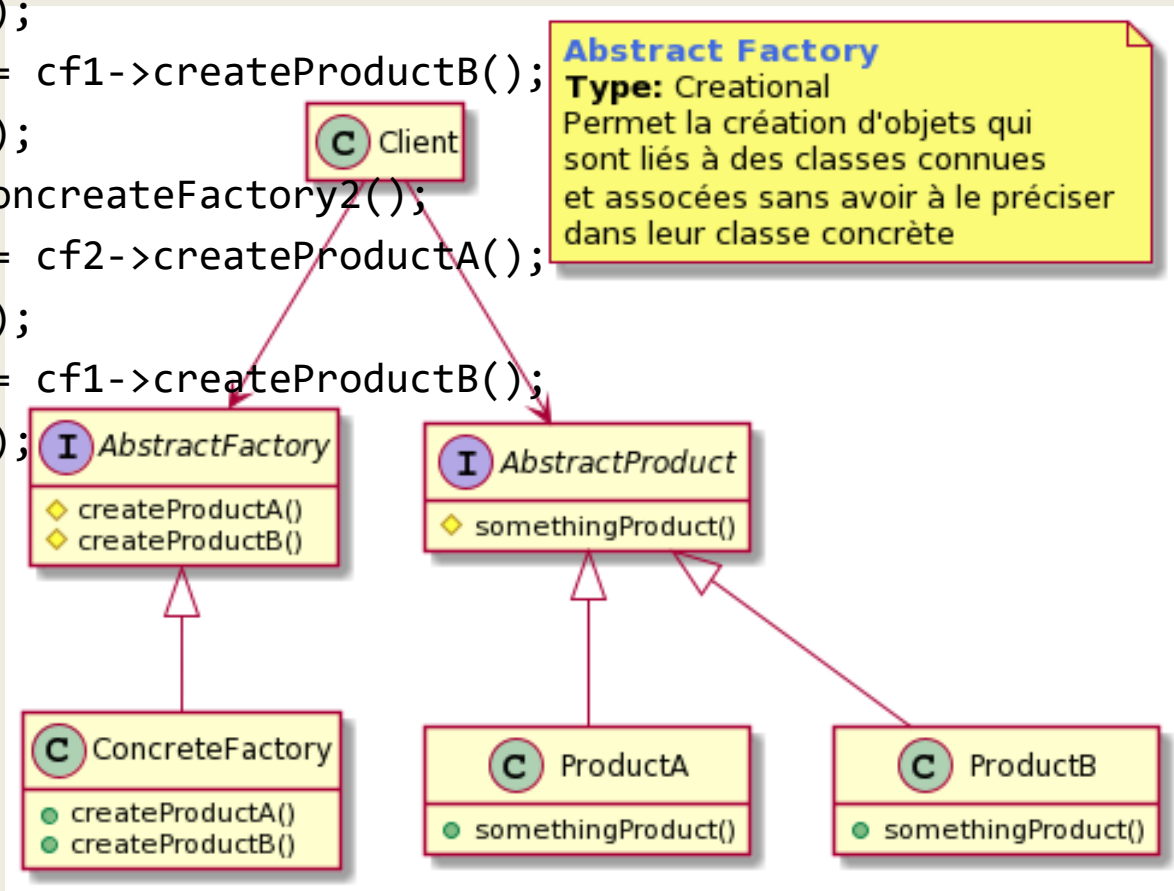 );
= cf1->createProductB();
);
oncreateFactory2();
= cf2->createProductA();
);
= cf1->createProductB();
);
Abstract Factory
Type: Creational
Permet la création d'objets qui
sont liés à des classes connues
et assocées sans avoir à le préciser
dans leur classe concrète
C Client
I AbstractFactory
createProductA()
createProductB()
I AbstractProduct
somethingProduct()
C ConcreteFactory
createProductA()
createProductB()
C ProductA
somethingProduct()
C ProductB
somethingProduct()